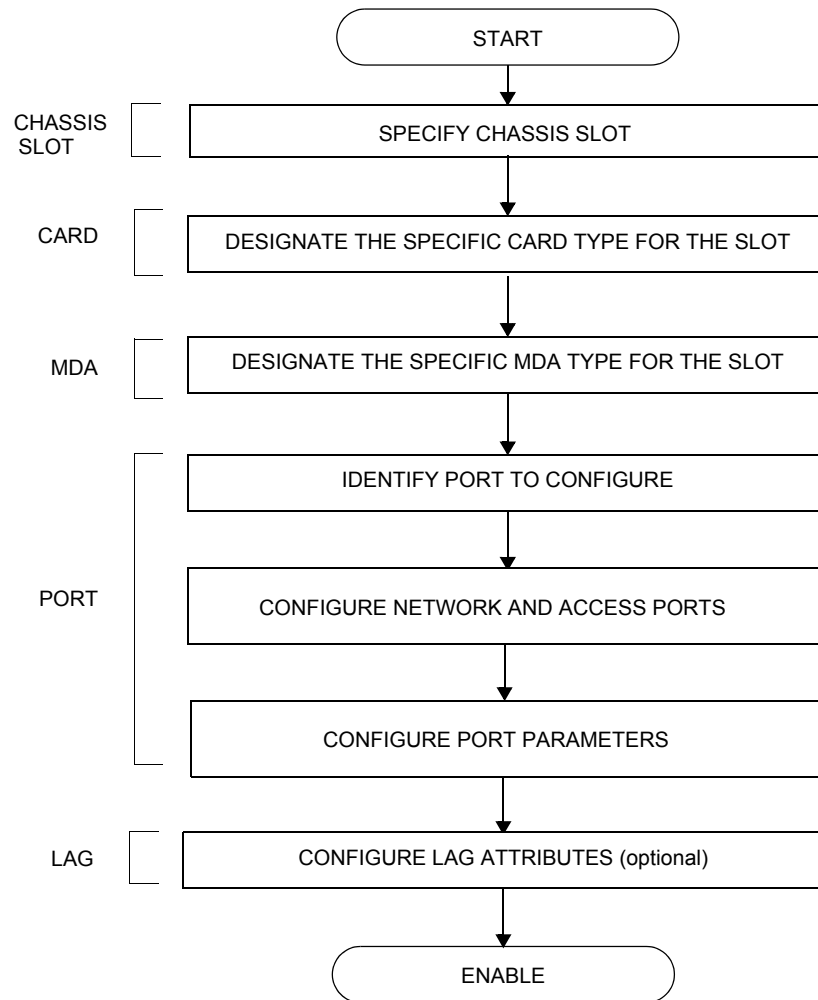 START
CHASSIS
SLOT
SPECIFY CHASSIS SLOT
CARD
DESIGNATE THE SPECIFIC CARD TYPE FOR THE SLOT
MDA
DESIGNATE THE SPECIFIC MDA TYPE FOR THE SLOT
IDENTIFY PORT TO CONFIGURE
PORT
CONFIGURE NETWORK AND ACCESS PORTS
CONFIGURE PORT PARAMETERS
LAG
CONFIGURE LAG ATTRIBUTES (optional)
ENABLE